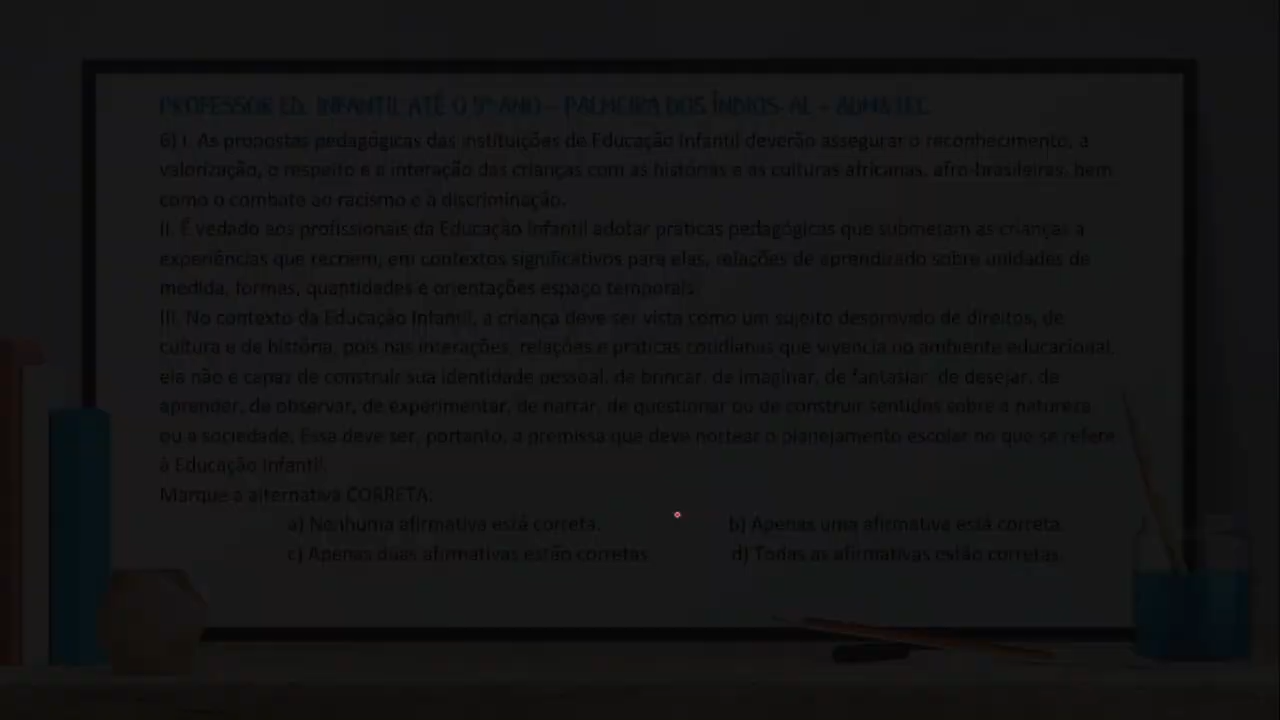 PROFESSOR ED. INFANTIL ATÉ O 5º ANO – PALMEIRA DOS ÍNDIOS-AL – ADM&TEC
6) I. As propostas pedagógicas das instituições de Educação Infantil deverão assegurar o reconhecimento, a
valorização, o respeito e a interação das crianças com as histórias e as culturas africanas, afro-brasileiras, bem
como o combate ao racismo e à discriminação.
II. É vedado aos profissionais da Educação Infantil adotar práticas pedagógicas que submetam as crianças a
experiências que recriem, em contextos significativos para elas, relações de aprendizado sobre unidades de
medida, formas, quantidades e orientações espaço temporais.
III. No contexto da Educação Infantil, a criança deve ser vista como um sujeito desprovido de direitos, de
cultura e de história, pois nas interações, relações e práticas cotidianas que vivencia no ambiente educacional,
ela não é capaz de construir sua identidade pessoal, de brincar, de imaginar, de fantasiar, de desejar, de
aprender, de observar, de experimentar, de narrar, de questionar ou de construir sentidos sobre a natureza
ou a sociedade. Essa deve ser, portanto, a premissa que deve nortear o planejamento escolar no que se refere
à Educação Infantil.
Marque a alternativa CORRETA.
a) Nenhuma afirmativa está correta. b) Apenas uma afirmativa está correta.
c) Apenas duas afirmativas estão corretas. d) Todas as afirmativas estão corretas.